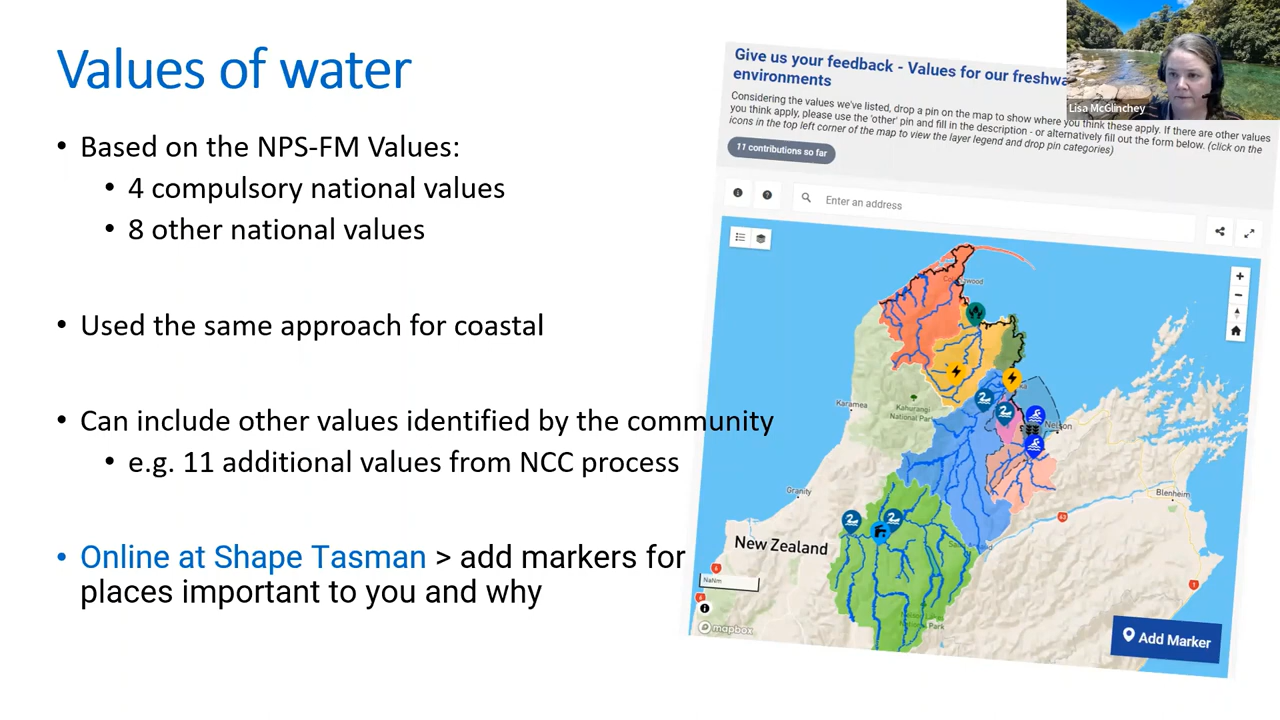 Values of water
• Based on the NPS-FM Values:
• 4 compulsory national values
• 8 other national values
• Used the same approach for coastal
• Can include other values identified by the community
• e.g. 11 additional values from NCC process
• Online at Shape Tasman > add markers for
places important to you and why
Give us your feedback - Values for our freshwa
environments
Considering the values we've listed, drop a pin on the map to show where you think these apply. If there are other values
you think apply, please use the 'other' pin and fill in the description - or alternatively fill out the form below. (click on the
icons in the top left corner of the map to view the layer legend and drop pin categories)
11 contributions so far
Enter an address
Karamea
Kahurangi
National Park
Nelson
Granity
Blenheim
63
New Zealand
6
NaNm
6
1
National Park
mapbox
Add Marker
Lisa McGlinchey